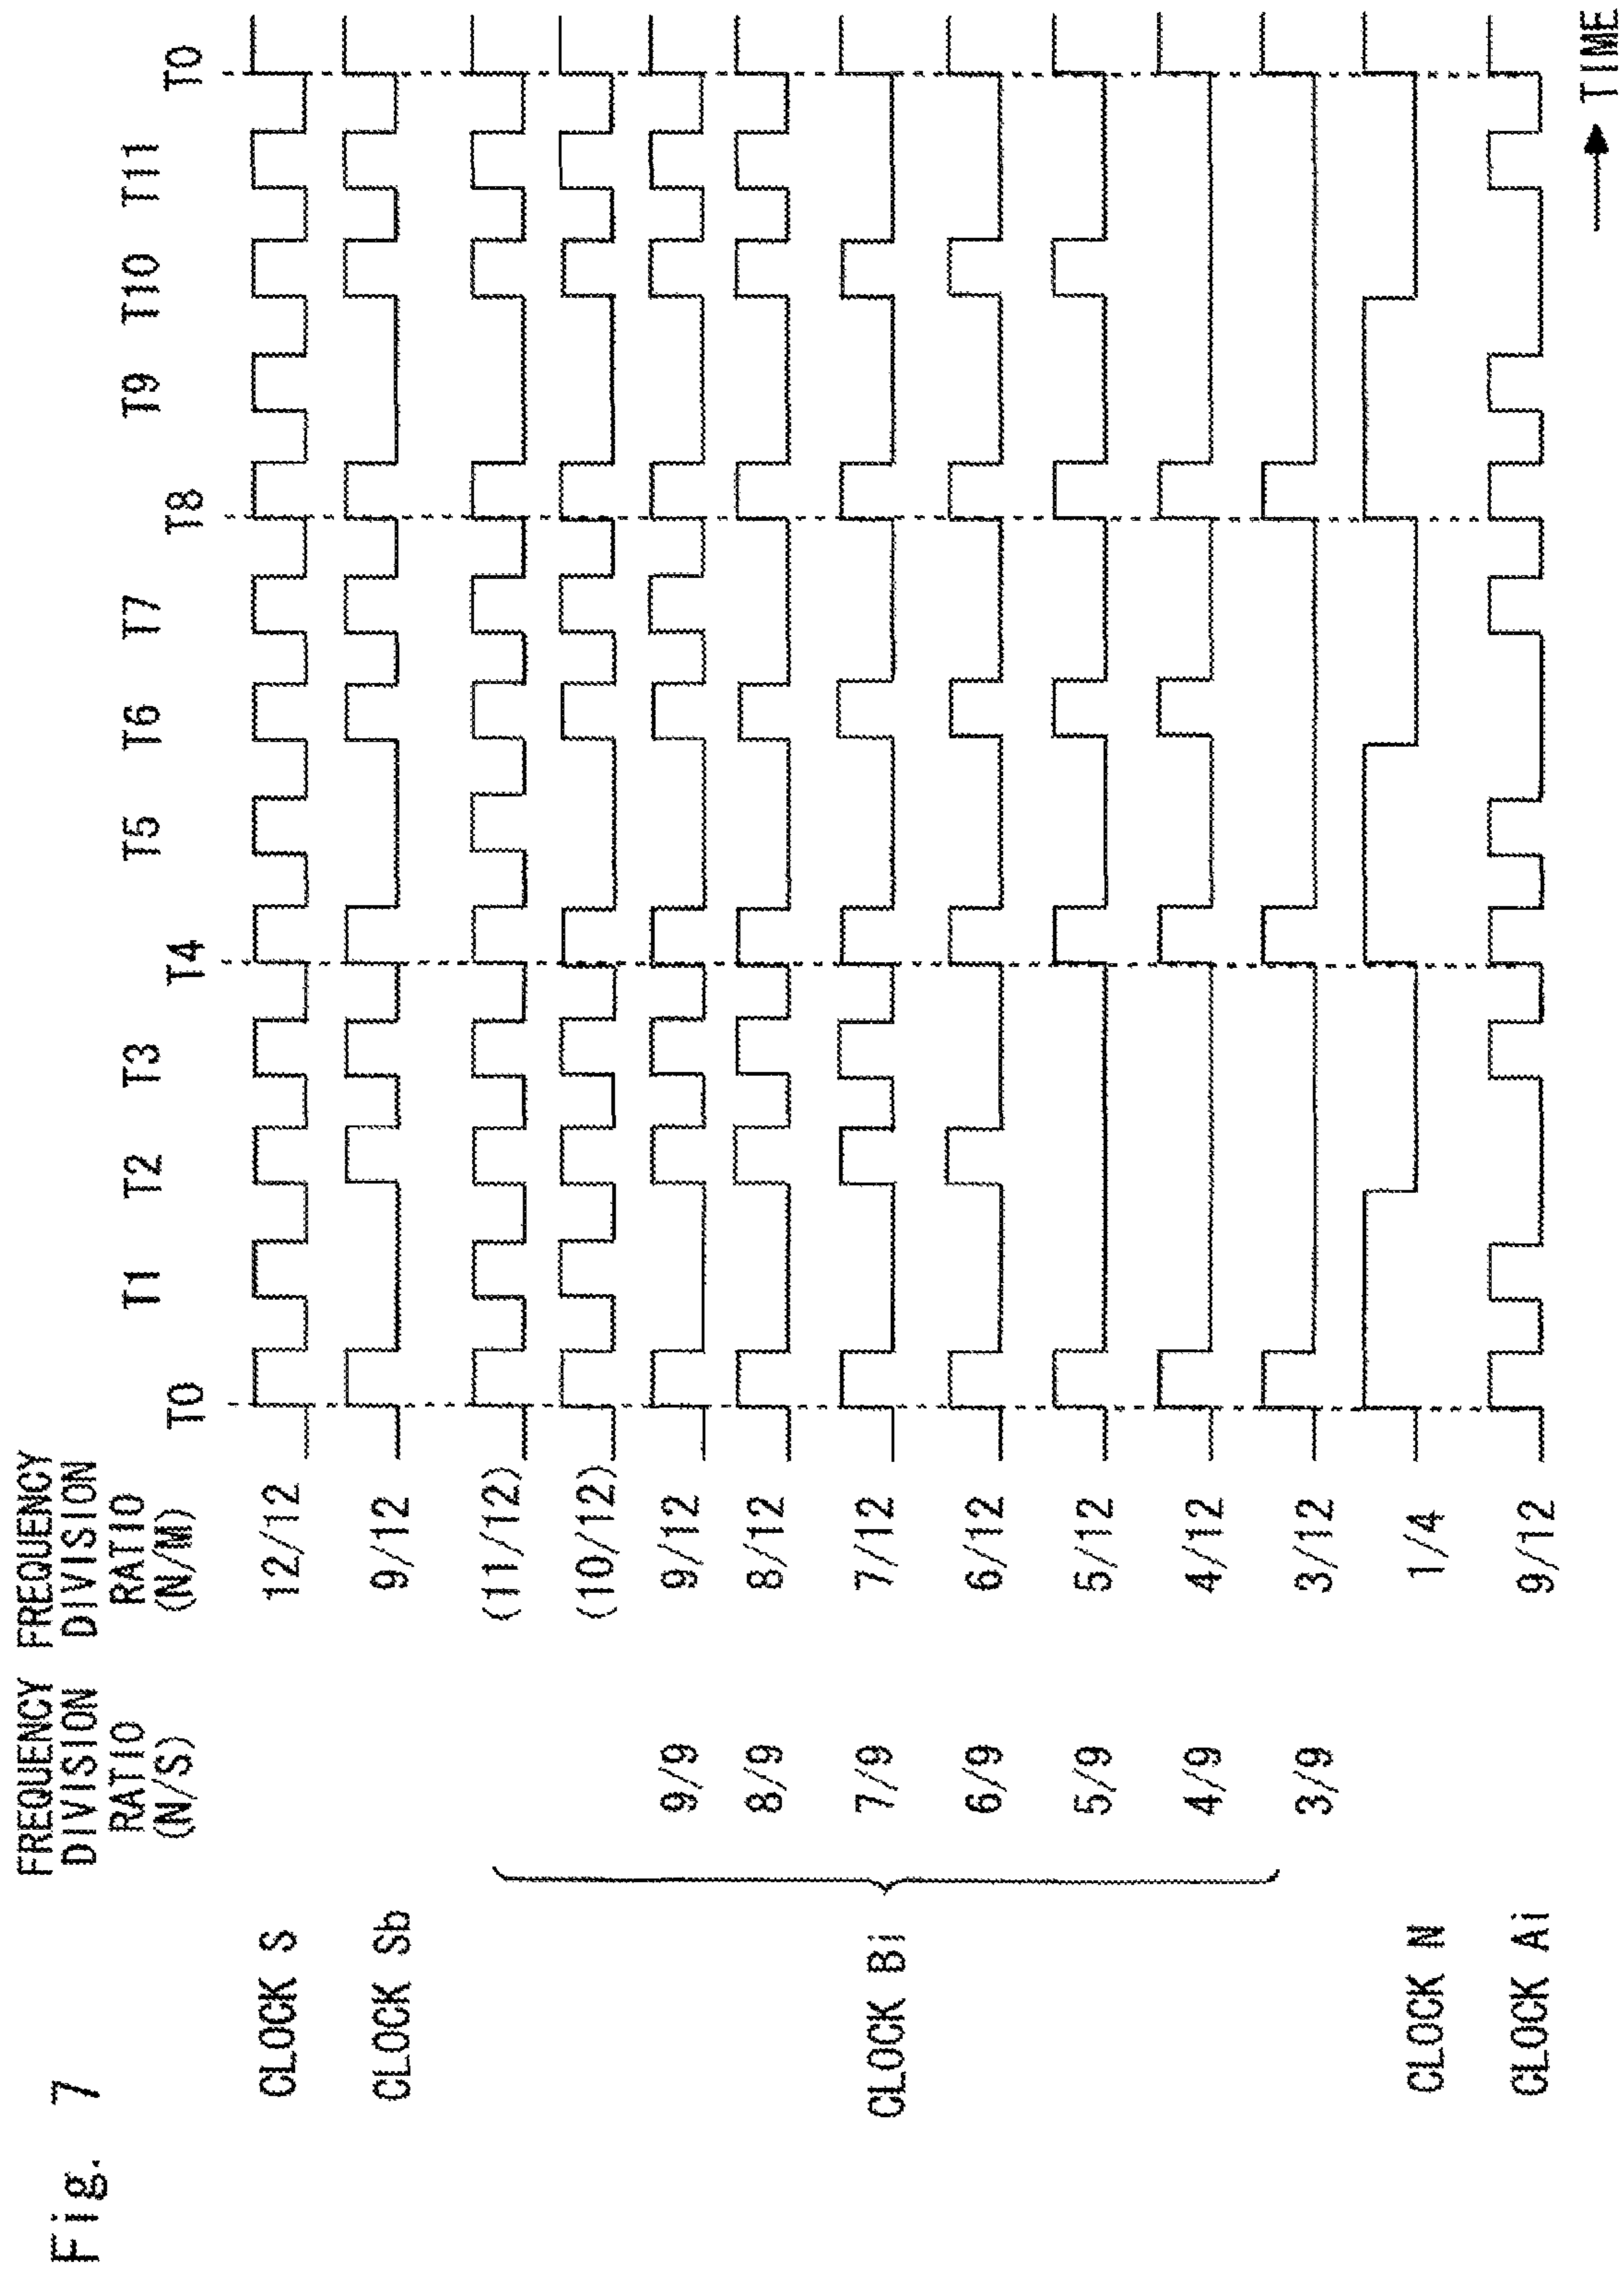 Fig. 7
FREQUENCY
DIVISION
RATIO
(N/S)
FREQUENCY
DIVISION
RATIO
(N/M)
T0 T1 T2 T3 T4 T5 T6 T7 T8 T9 T10 T11 T0
CLOCK S 12/12
CLOCK Sb 9/12
(11/12)
(10/12)
9/9 9/12
8/9 8/12
CLOCK Bi 7/9 7/12
6/9 6/12
5/9 5/12
4/9 4/12
3/9 3/12
CLOCK N 1/4
CLOCK Ai 9/12
TIME